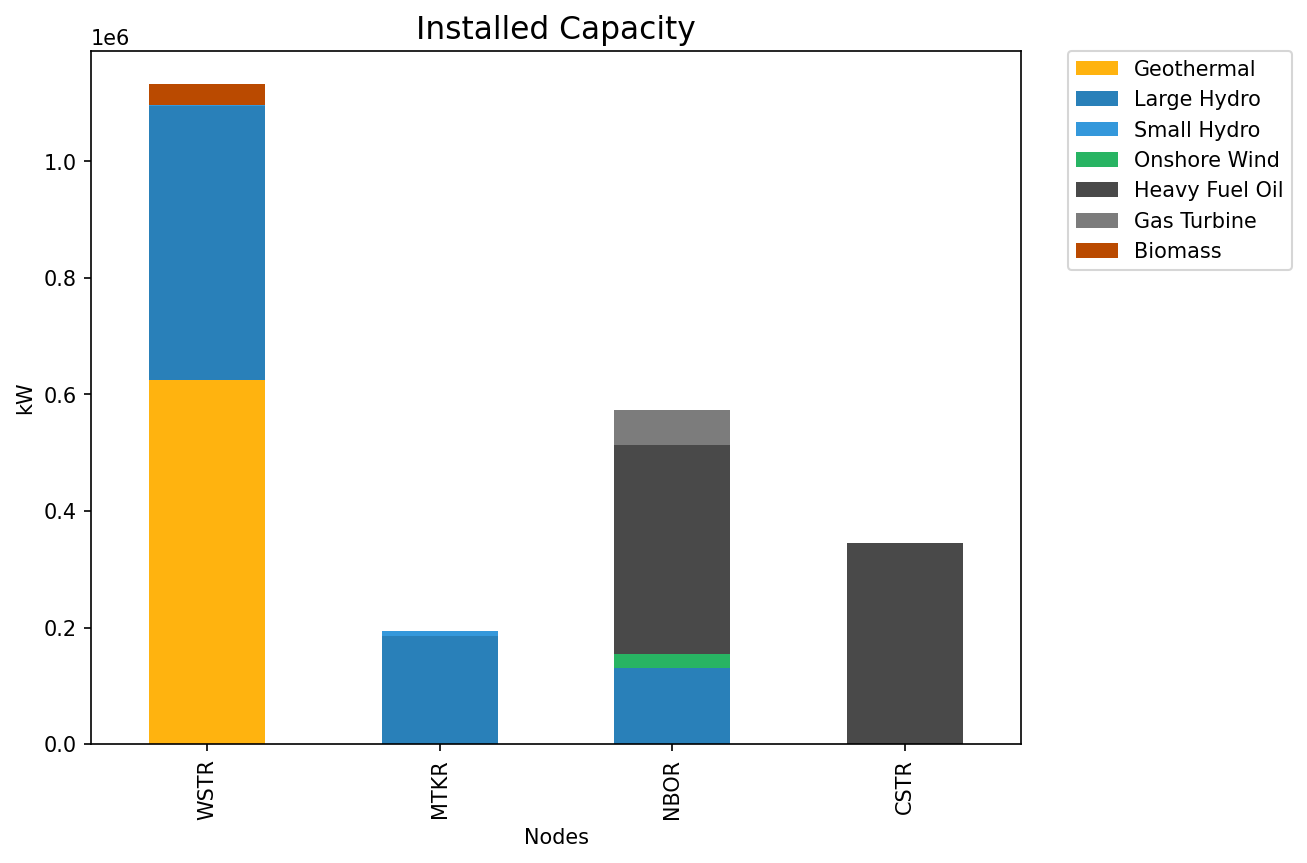 Installed Capacity
1e6
1.0
0.8
0.6
0.4
0.2
0.0
kW
WSTR
MTKR
NBOR
CSTR
Nodes
Geothermal
Large Hydro
Small Hydro
Onshore Wind
Heavy Fuel Oil
Gas Turbine
Biomass